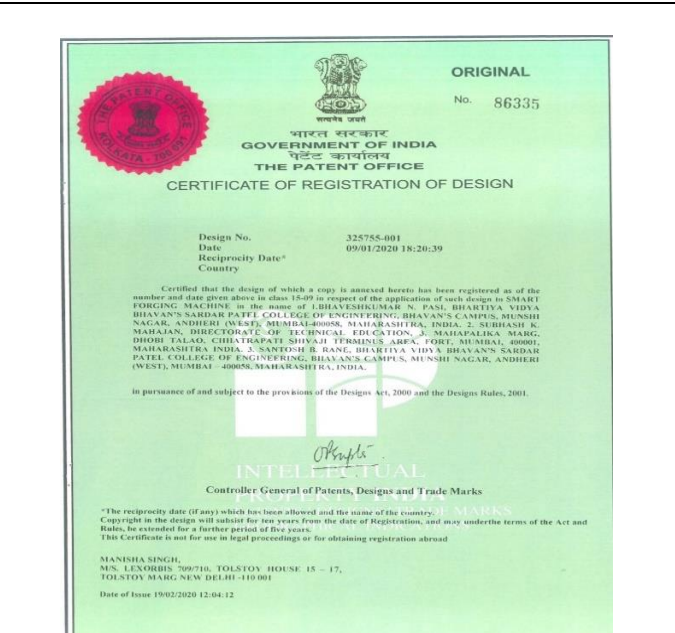 ORIGINAL
No. 86335
THE PATENT OFFICE
KOLKATA - 700 091
सत्यमेव जयते
भारत सरकार
GOVERNMENT OF INDIA
पेटेंट कार्यालय
THE PATENT OFFICE
CERTIFICATE OF REGISTRATION OF DESIGN
Design No. 325755-001
Date 09/01/2020 18:20:39
Reciprocity Date*
Country
Certified that the design of which a copy is annexed hereto has been registered as of the
number and date given above in class 15-09 in respect of the application of such design to SMART
FORGING MACHINE in the name of 1.BHAVESHKUMAR N. PASI, BHARTIYA VIDYA
BHAVAN'S SARDAR PATEL COLLEGE OF ENGINEERING, BHAVAN'S CAMPUS, MUNSHI
NAGAR, ANDHERI (WEST), MUMBAI-400058, MAHARASHTRA, INDIA. 2. SUBHASH K.
MAHAJAN, DIRECTORATE OF TECHNICAL EDUCATION, 3. MAHAPALIKA MARG,
DHOBI TALAO, CHHATRAPATI SHIVAJI TERMINUS AREA, FORT, MUMBAI, 400001,
MAHARASHTRA INDIA. 3. SANTOSH B. RANE, BHARTIYA VIDYA BHAVAN'S SARDAR
PATEL COLLEGE OF ENGINEERING, BHAVAN'S CAMPUS, MUNSHI NAGAR, ANDHERI
(WEST), MUMBAI – 400058, MAHARASHTRA, INDIA.
in pursuance of and subject to the provisions of the Designs Act, 2000 and the Designs Rules, 2001.
INTELLECTUAL
Controller General of Patents, Designs and Trade Marks
PROPERTY INDIA
*The reciprocity date (if any) which has been allowed and the name of the country.
TRADE MARKS
Copyright in the design will subsist for ten years from the date of Registration, and may underthe terms of the Act and
Rules, be extended for a further period of five years.
This Certificate is not for use in legal proceedings or for obtaining registration abroad
MANISHA SINGH,
M/S. LEXORBIS 709/710, TOLSTOY HOUSE 15 – 17,
TOLSTOY MARG NEW DELHI -110 001
Date of Issue 19/02/2020 12:04:12